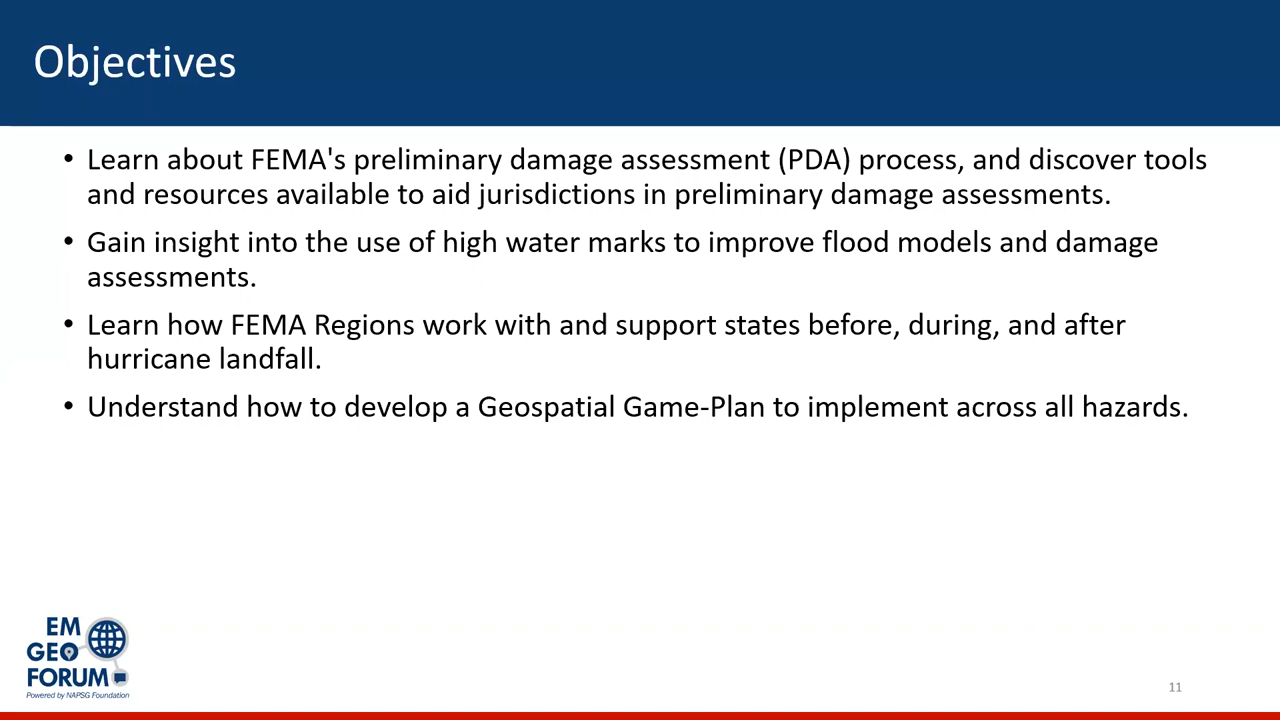 Objectives
• Learn about FEMA's preliminary damage assessment (PDA) process, and discover tools
and resources available to aid jurisdictions in preliminary damage assessments.
• Gain insight into the use of high water marks to improve flood models and damage
assessments.
• Learn how FEMA Regions work with and support states before, during, and after
hurricane landfall.
• Understand how to develop a Geospatial Game-Plan to implement across all hazards.
EM
GEO
FORUM
Powered by NAPSG Foundation
11